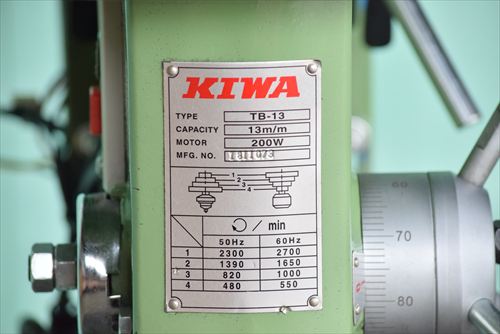 KIWA
TYPE TB-13
CAPACITY 13m/m
MOTOR 200W
MFG. NO. 1811073
1
2
3
4
/ min
50Hz 60Hz
1 2300 2700
2 1390 1650
3 820 1000
4 480 550
60
70
80